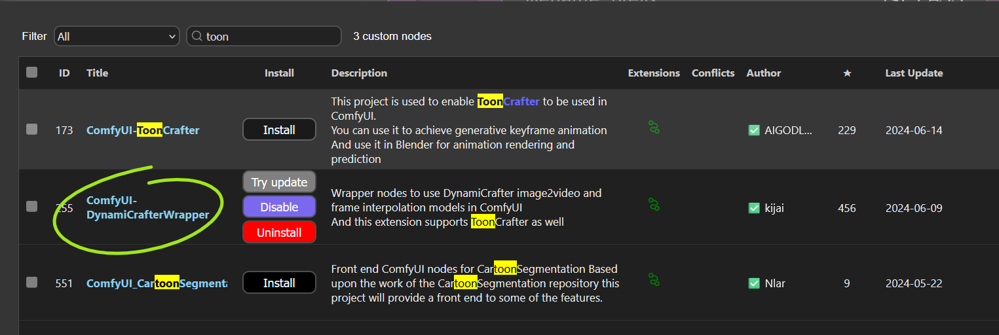 Filter All toon 3 custom nodes
ID Title Install Description Extensions Conflicts Author ★ Last Update
173 ComfyUI-ToonCrafter Install
This project is used to enable ToonCrafter to be used in
ComfyUI.
You can use it to achieve generative keyframe animation
And use it in Blender for animation rendering and
prediction
AIGODL... 229 2024-06-14
255 ComfyUI-
DynamiCrafterWrapper
Try update
Disable
Uninstall
Wrapper nodes to use DynamiCrafter image2video and
frame interpolation models in ComfyUI
And this extension supports ToonCrafter as well
kijai 456 2024-06-09
551 ComfyUI_CartoonSegmenta Install
Front end ComfyUI nodes for CartoonSegmentation Based
upon the work of the CartoonSegmentation repository this
project will provide a front end to some of the features.
Nlar 9 2024-05-22